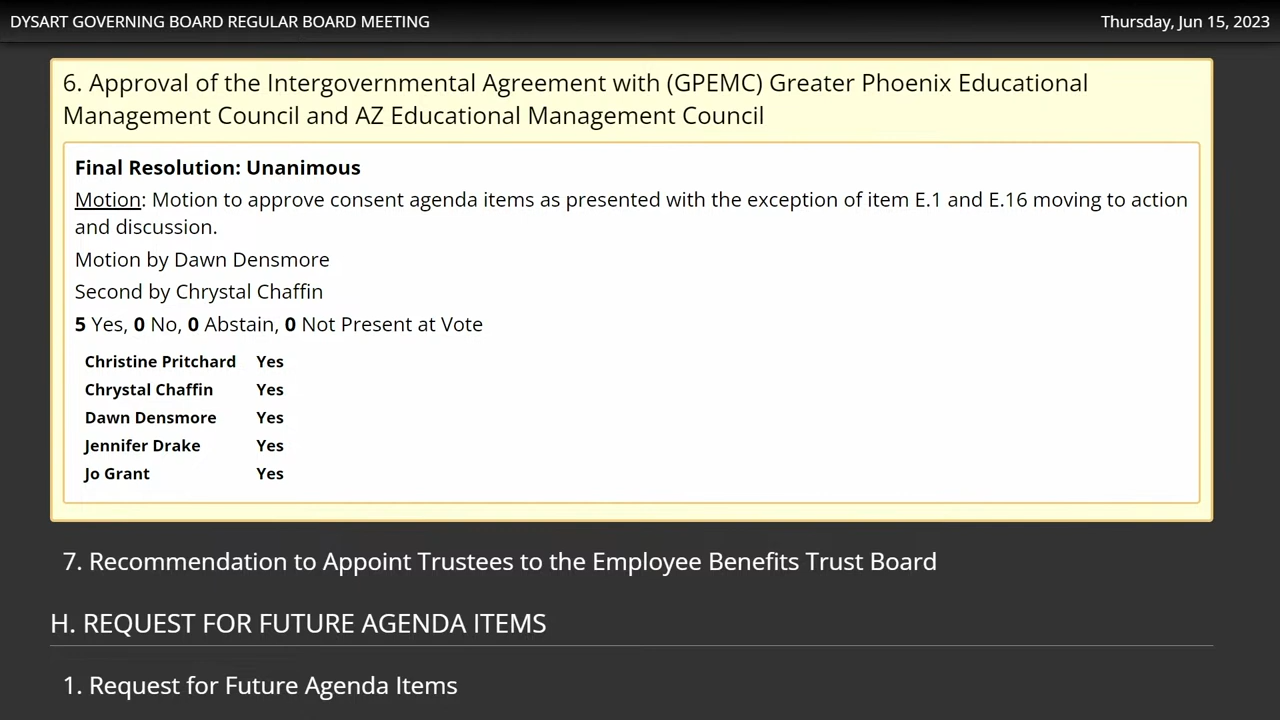 DYSART GOVERNING BOARD REGULAR BOARD MEETING
Thursday, Jun 15, 2023
6. Approval of the Intergovernmental Agreement with (GPEMC) Greater Phoenix Educational
Management Council and AZ Educational Management Council
Final Resolution: Unanimous
Motion: Motion to approve consent agenda items as presented with the exception of item E.1 and E.16 moving to action
and discussion.
Motion by Dawn Densmore
Second by Chrystal Chaffin
5 Yes, 0 No, 0 Abstain, 0 Not Present at Vote
Christine Pritchard Yes
Chrystal Chaffin Yes
Dawn Densmore Yes
Jennifer Drake Yes
Jo Grant Yes
7. Recommendation to Appoint Trustees to the Employee Benefits Trust Board
H. REQUEST FOR FUTURE AGENDA ITEMS
1. Request for Future Agenda Items